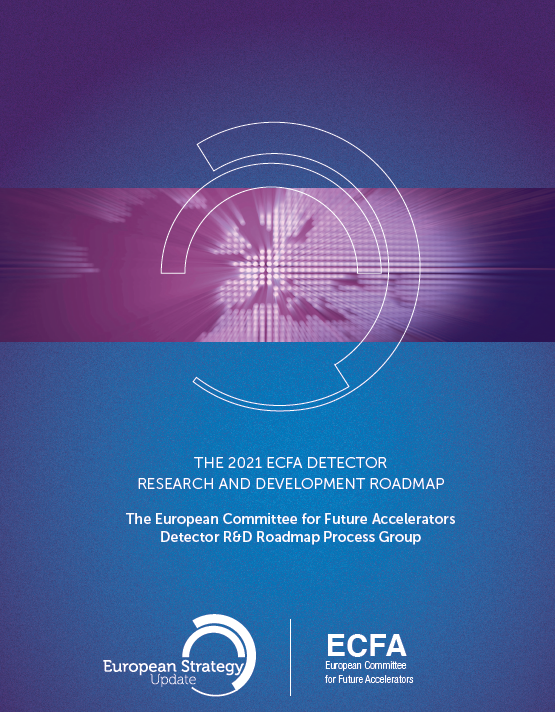 THE 2021 ECFA DETECTOR
RESEARCH AND DEVELOPMENT ROADMAP
The European Committee for Future Accelerators
Detector R&D Roadmap Process Group
European Strategy
Update
ECFA
European Committee
for Future Accelerators